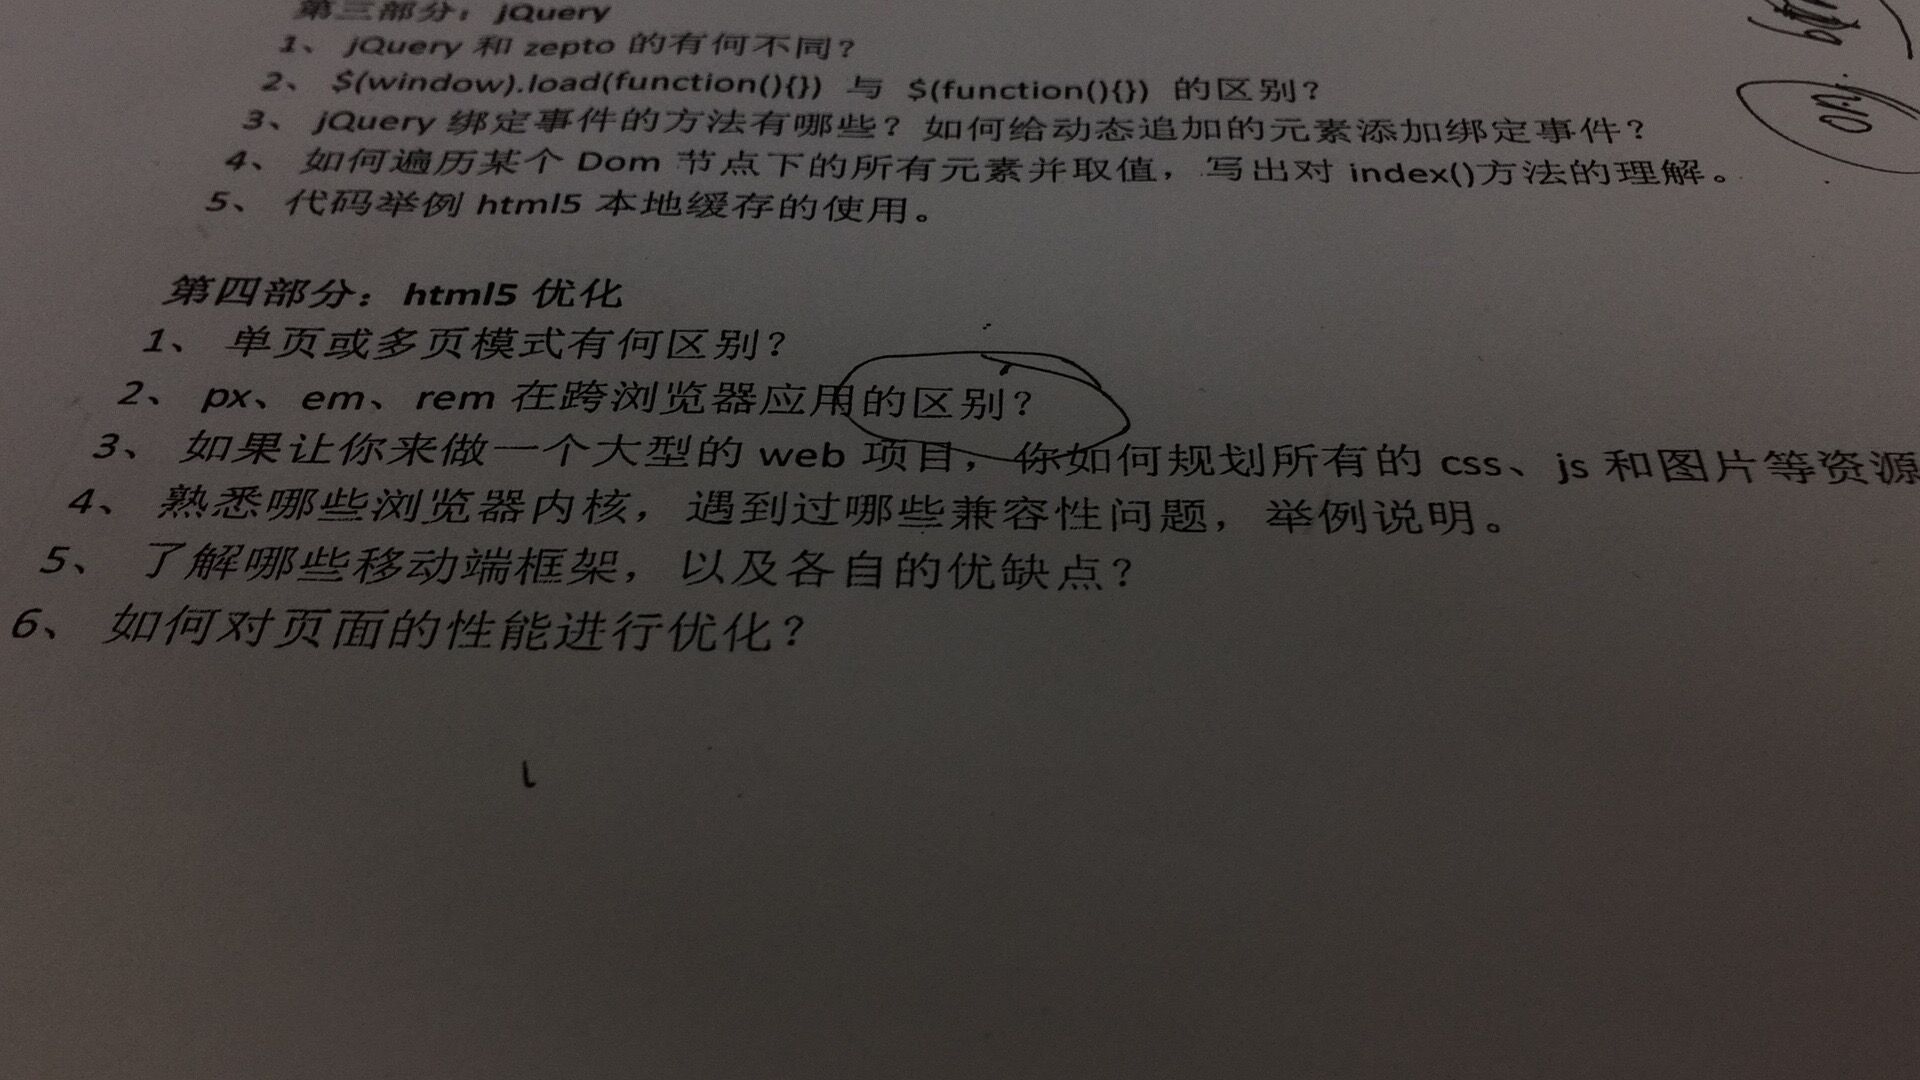 第三部分：jQuery
1、 jQuery 和 zepto 的有何不同？
2、 $(window).load(function(){}) 与 $(function(){}) 的区别？
3、 jQuery 绑定事件的方法有哪些？如何给动态追加的元素添加绑定事件？
4、 如何遍历某个 Dom 节点下的所有元素并取值，写出对 index()方法的理解。
5、 代码举例 html5 本地缓存的使用。
第四部分：html5 优化
1、 单页或多页模式有何区别？
2、 px、em、rem 在跨浏览器应用的区别？
3、 如果让你来做一个大型的 web 项目，你如何规划所有的 css、js 和图片等资源
4、 熟悉哪些浏览器内核，遇到过哪些兼容性问题，举例说明。
5、 了解哪些移动端框架，以及各自的优缺点？
6、 如何对页面的性能进行优化？